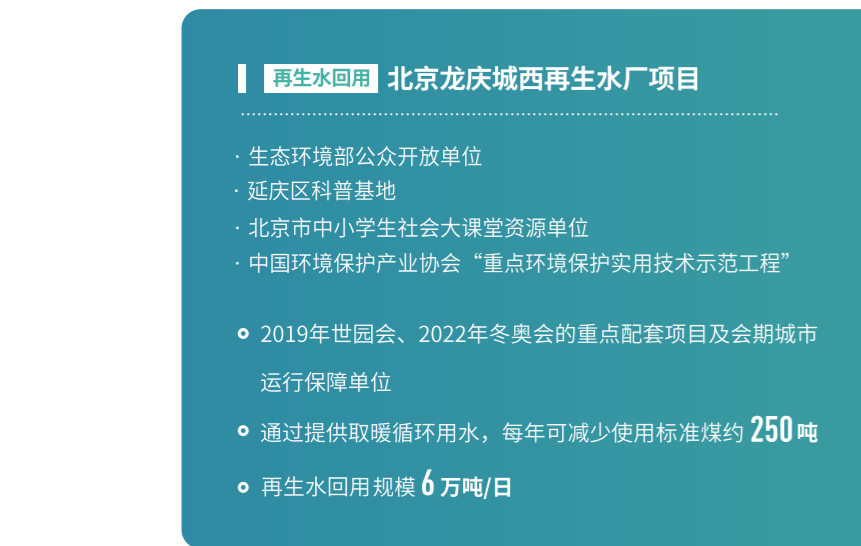 再生水回用 北京龙庆城西再生水厂项目
· 生态环境部公众开放单位
· 延庆区科普基地
· 北京市中小学生社会大课堂资源单位
· 中国环境保护产业协会“重点环境保护实用技术示范工程”
2019年世园会、2022年冬奥会的重点配套项目及会期城市
运行保障单位
通过提供取暖循环用水，每年可减少使用标准煤约 250 吨
再生水回用规模 6 万吨/日